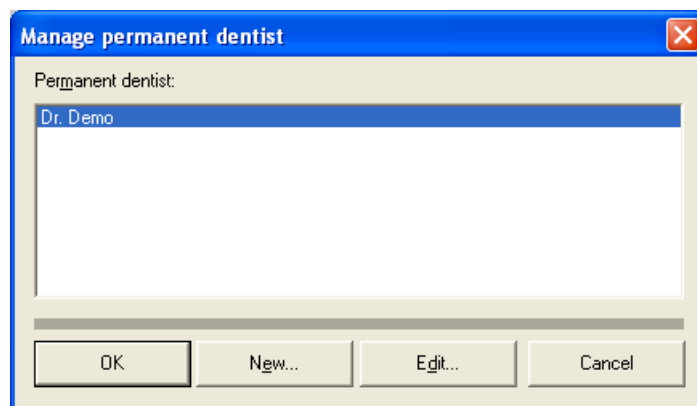 Manage permanent dentist
Permanent dentist:
Dr. Demo
OK New... Edit... Cancel